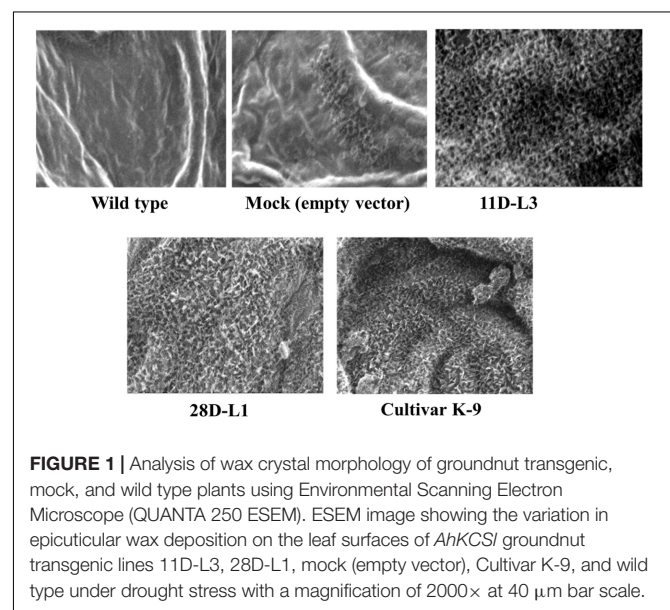 Wild type
Mock (empty vector)
11D-L3
28D-L1
Cultivar K-9
FIGURE 1 | Analysis of wax crystal morphology of groundnut transgenic,
mock, and wild type plants using Environmental Scanning Electron
Microscope (QUANTA 250 ESEM). ESEM image showing the variation in
epicuticular wax deposition on the leaf surfaces of AhKCSI groundnut
transgenic lines 11D-L3, 28D-L1, mock (empty vector), Cultivar K-9, and wild
type under drought stress with a magnification of 2000× at 40 μm bar scale.